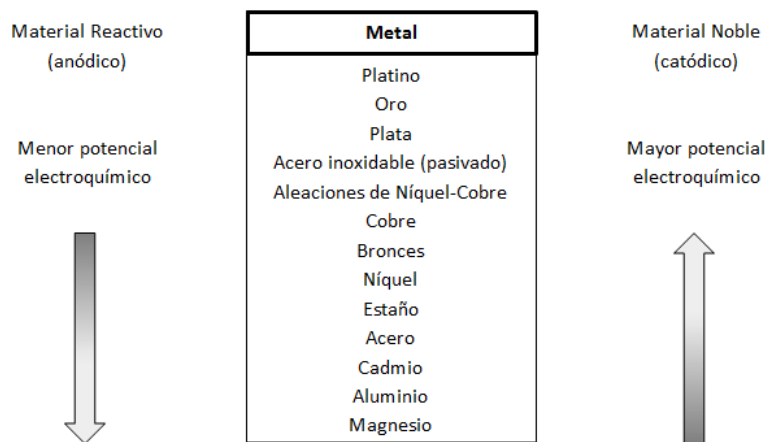 Material Reactivo
(anódico)
Menor potencial
electroquímico
Metal
Platino
Oro
Plata
Acero inoxidable (pasivado)
Aleaciones de Níquel-Cobre
Cobre
Bronces
Níquel
Estaño
Acero
Cadmio
Aluminio
Magnesio
Material Noble
(catódico)
Mayor potencial
electroquímico